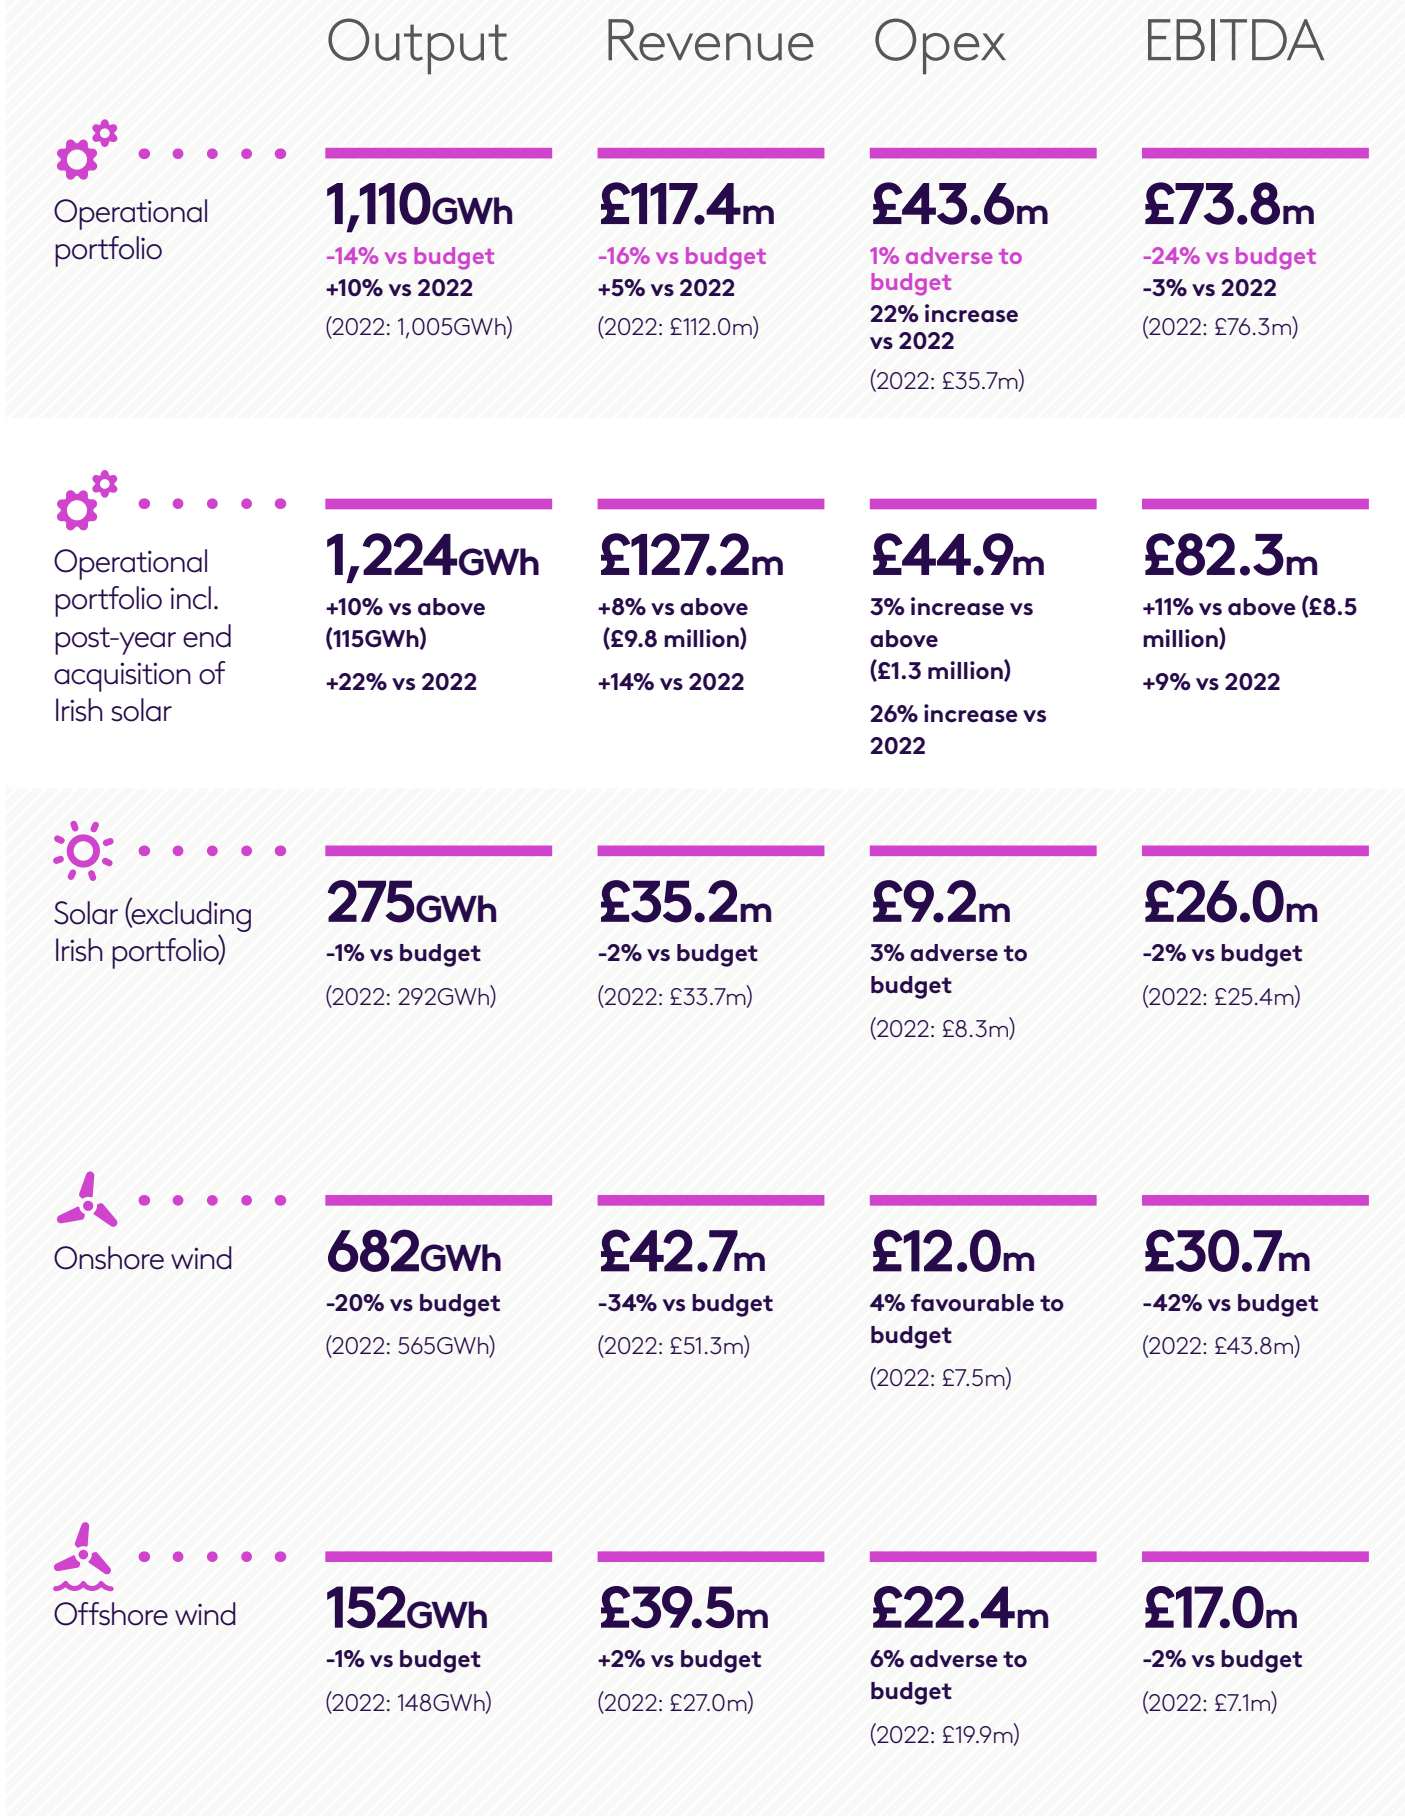 Output
Revenue
Opex
EBITDA
Operational
portfolio
1,110GWh
-14% vs budget
+10% vs 2022
(2022: 1,005GWh)
£117.4m
-16% vs budget
+5% vs 2022
(2022: £112.0m)
£43.6m
1% adverse to
budget
22% increase
vs 2022
(2022: £35.7m)
£73.8m
-24% vs budget
-3% vs 2022
(2022: £76.3m)
Operational
portfolio incl.
post-year end
acquisition of
Irish solar
1,224GWh
+10% vs above
(115GWh)
+22% vs 2022
£127.2m
+8% vs above
(£9.8 million)
+14% vs 2022
£44.9m
3% increase vs
above
(£1.3 million)
26% increase vs
2022
£82.3m
+11% vs above (£8.5
million)
+9% vs 2022
Solar (excluding
Irish portfolio)
275GWh
-1% vs budget
(2022: 292GWh)
£35.2m
-2% vs budget
(2022: £33.7m)
£9.2m
3% adverse to
budget
(2022: £8.3m)
£26.0m
-2% vs budget
(2022: £25.4m)
Onshore wind
682GWh
-20% vs budget
(2022: 565GWh)
£42.7m
-34% vs budget
(2022: £51.3m)
£12.0m
4% favourable to
budget
(2022: £7.5m)
£30.7m
-42% vs budget
(2022: £43.8m)
Offshore wind
152GWh
-1% vs budget
(2022: 148GWh)
£39.5m
+2% vs budget
(2022: £27.0m)
£22.4m
6% adverse to
budget
(2022: £19.9m)
£17.0m
-2% vs budget
(2022: £7.1m)